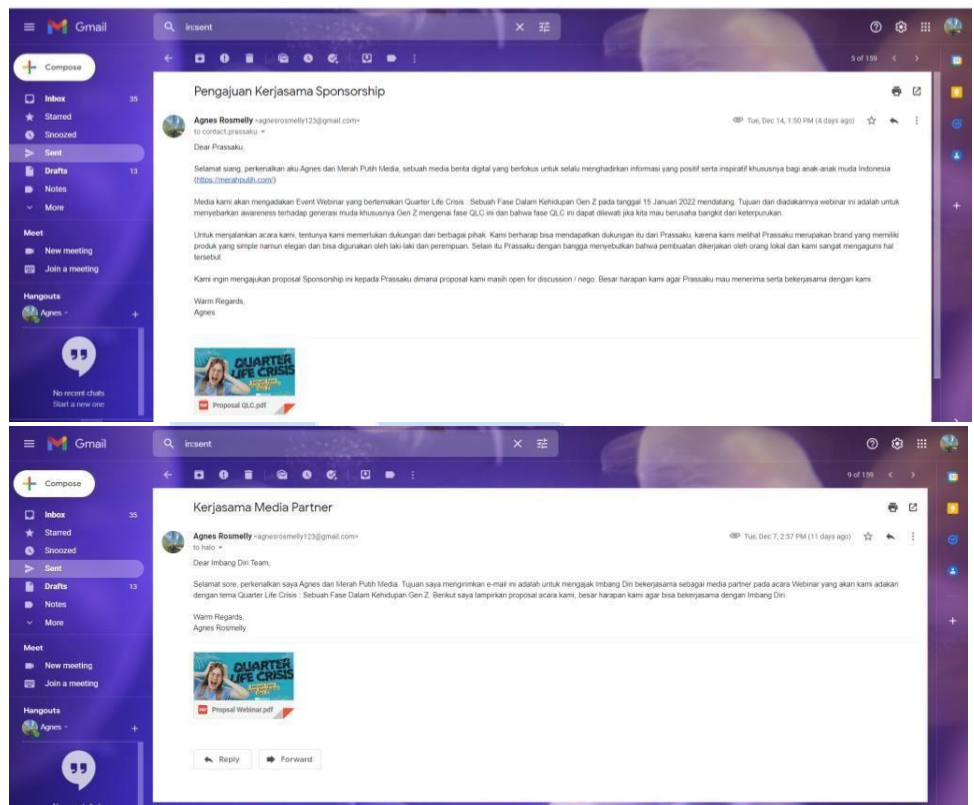 Gmail
in:sent
Compose
5 of 159
Inbox 35
Starred
Snoozed
Sent
Drafts 13
Notes
More
Meet
New meeting
Join a meeting
Hangouts
Agnes
No recent chats
Start a new one
Pengajuan Kerjasama Sponsorship
Agnes Rosmelly <agnesrosmelly123@gmail.com>
Tue, Dec 14, 1:50 PM (4 days ago)
to contact.prassaku
Dear Prassaku,
Selamat siang, perkenalkan aku Agnes dari Merah Putih Media, sebuah media berita digital yang berfokus untuk selalu menghadirkan informasi yang positif serta inspiratif khususnya bagi anak-anak muda Indonesia
(https://merahputih.com/)
Media kami akan mengadakan Event Webinar yang bertemakan Quarter Life Crisis : Sebuah Fase Dalam Kehidupan Gen Z pada tanggal 15 Januari 2022 mendatang. Tujuan dari diadakannya webinar ini adalah untuk
menyebarkan awareness terhadap generasi muda khususnya Gen Z mengenai fase QLC ini dan bahwa fase QLC ini dapat dilewati jika kita mau berusaha bangkit dari keterpurukan.
Untuk menjalankan acara kami, tentunya kami memerlukan dukungan dari berbagai pihak. Kami berharap bisa mendapatkan dukungan itu dari Prassaku, karena kami melihat Prassaku merupakan brand yang memiliki
produk yang simple namun elegan dan bisa digunakan oleh laki-laki dan perempuan. Selain itu Prassaku dengan bangga menyebutkan bahwa pembuatan dikerjakan oleh orang lokal dan kami sangat mengagumi hal
tersebut.
Kami ingin mengajukan proposal Sponsorship ini kepada Prassaku dimana proposal kami masih open for discussion / nego. Besar harapan kami agar Prassaku mau menerima serta bekerjasama dengan kami.
Warm Regards,
Agnes
QUARTER
LIFE CRISIS
PDF Proposal QLC.pdf
Gmail
in:sent
Compose
9 of 159
Inbox 35
Starred
Snoozed
Sent
Drafts 13
Notes
More
Meet
New meeting
Join a meeting
Hangouts
Agnes
Kerjasama Media Partner
Agnes Rosmelly <agnesrosmelly123@gmail.com>
Tue, Dec 7, 2:57 PM (11 days ago)
to halo
Dear Imbang Diri Team,
Selamat sore, perkenalkan saya Agnes dari Merah Putih Media. Tujuan saya mengirimkan e-mail ini adalah untuk mengajak Imbang Diri bekerjasama sebagai media partner pada acara Webinar yang akan kami adakan
dengan tema Quarter Life Crisis : Sebuah Fase Dalam Kehidupan Gen Z. Berikut saya lampirkan proposal acara kami, besar harapan kami agar bisa bekerjasama dengan Imbang Diri.
Warm Regards,
Agnes Rosmelly
QUARTER
LIFE CRISIS
PDF Propsal Webinar.pdf
Reply
Forward